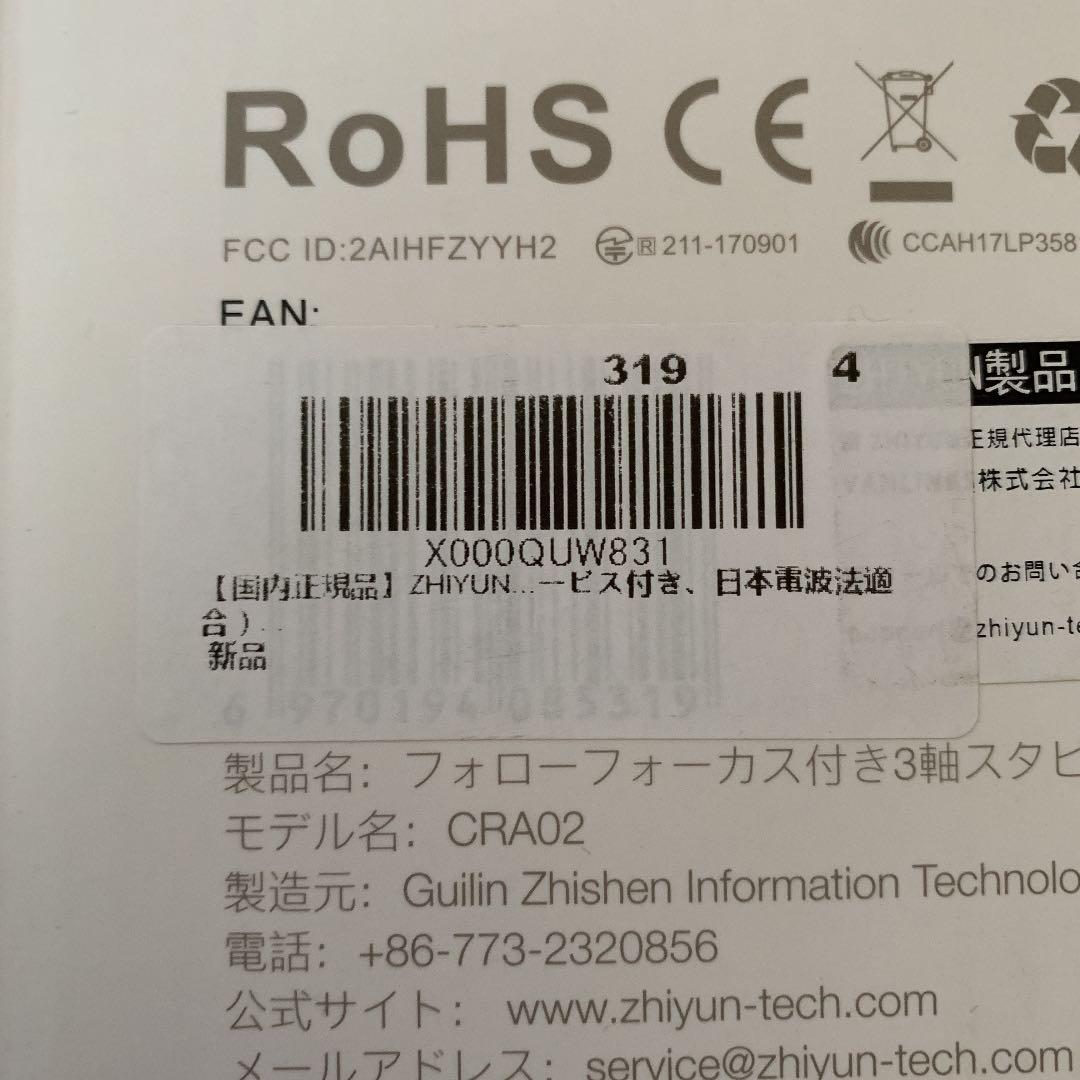 RoHS CE
FCC ID:2AIHFZYYH2 R 211-170901 CCAH17LP358
EAN:
319 4
N製品
正規代理店
株式会社
X000QUW831
【国内正規品】ZHIYUN...ービス付き、日本電波法適
合)...
新品
のお問い合
zhiyun-te
6 970194 085319
製品名：フォローフォーカス付き3軸スタビ
モデル名：CRA02
製造元：Guilin Zhishen Information Technolo
電話：+86-773-2320856
公式サイト：www.zhiyun-tech.com
メールアドレス：service@zhiyun-tech.com